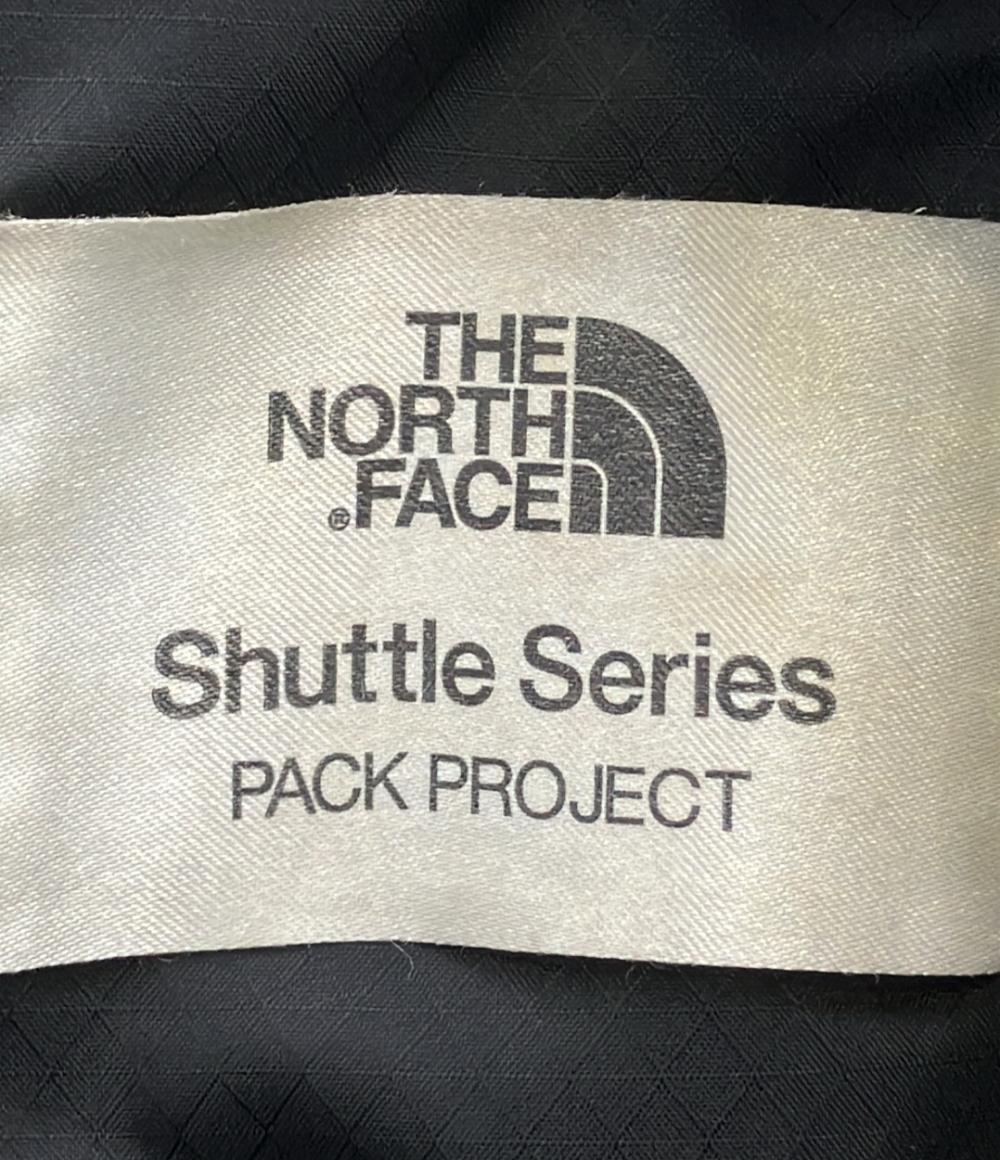 THE
NORTH
®FACE
Shuttle Series
PACK PROJECT